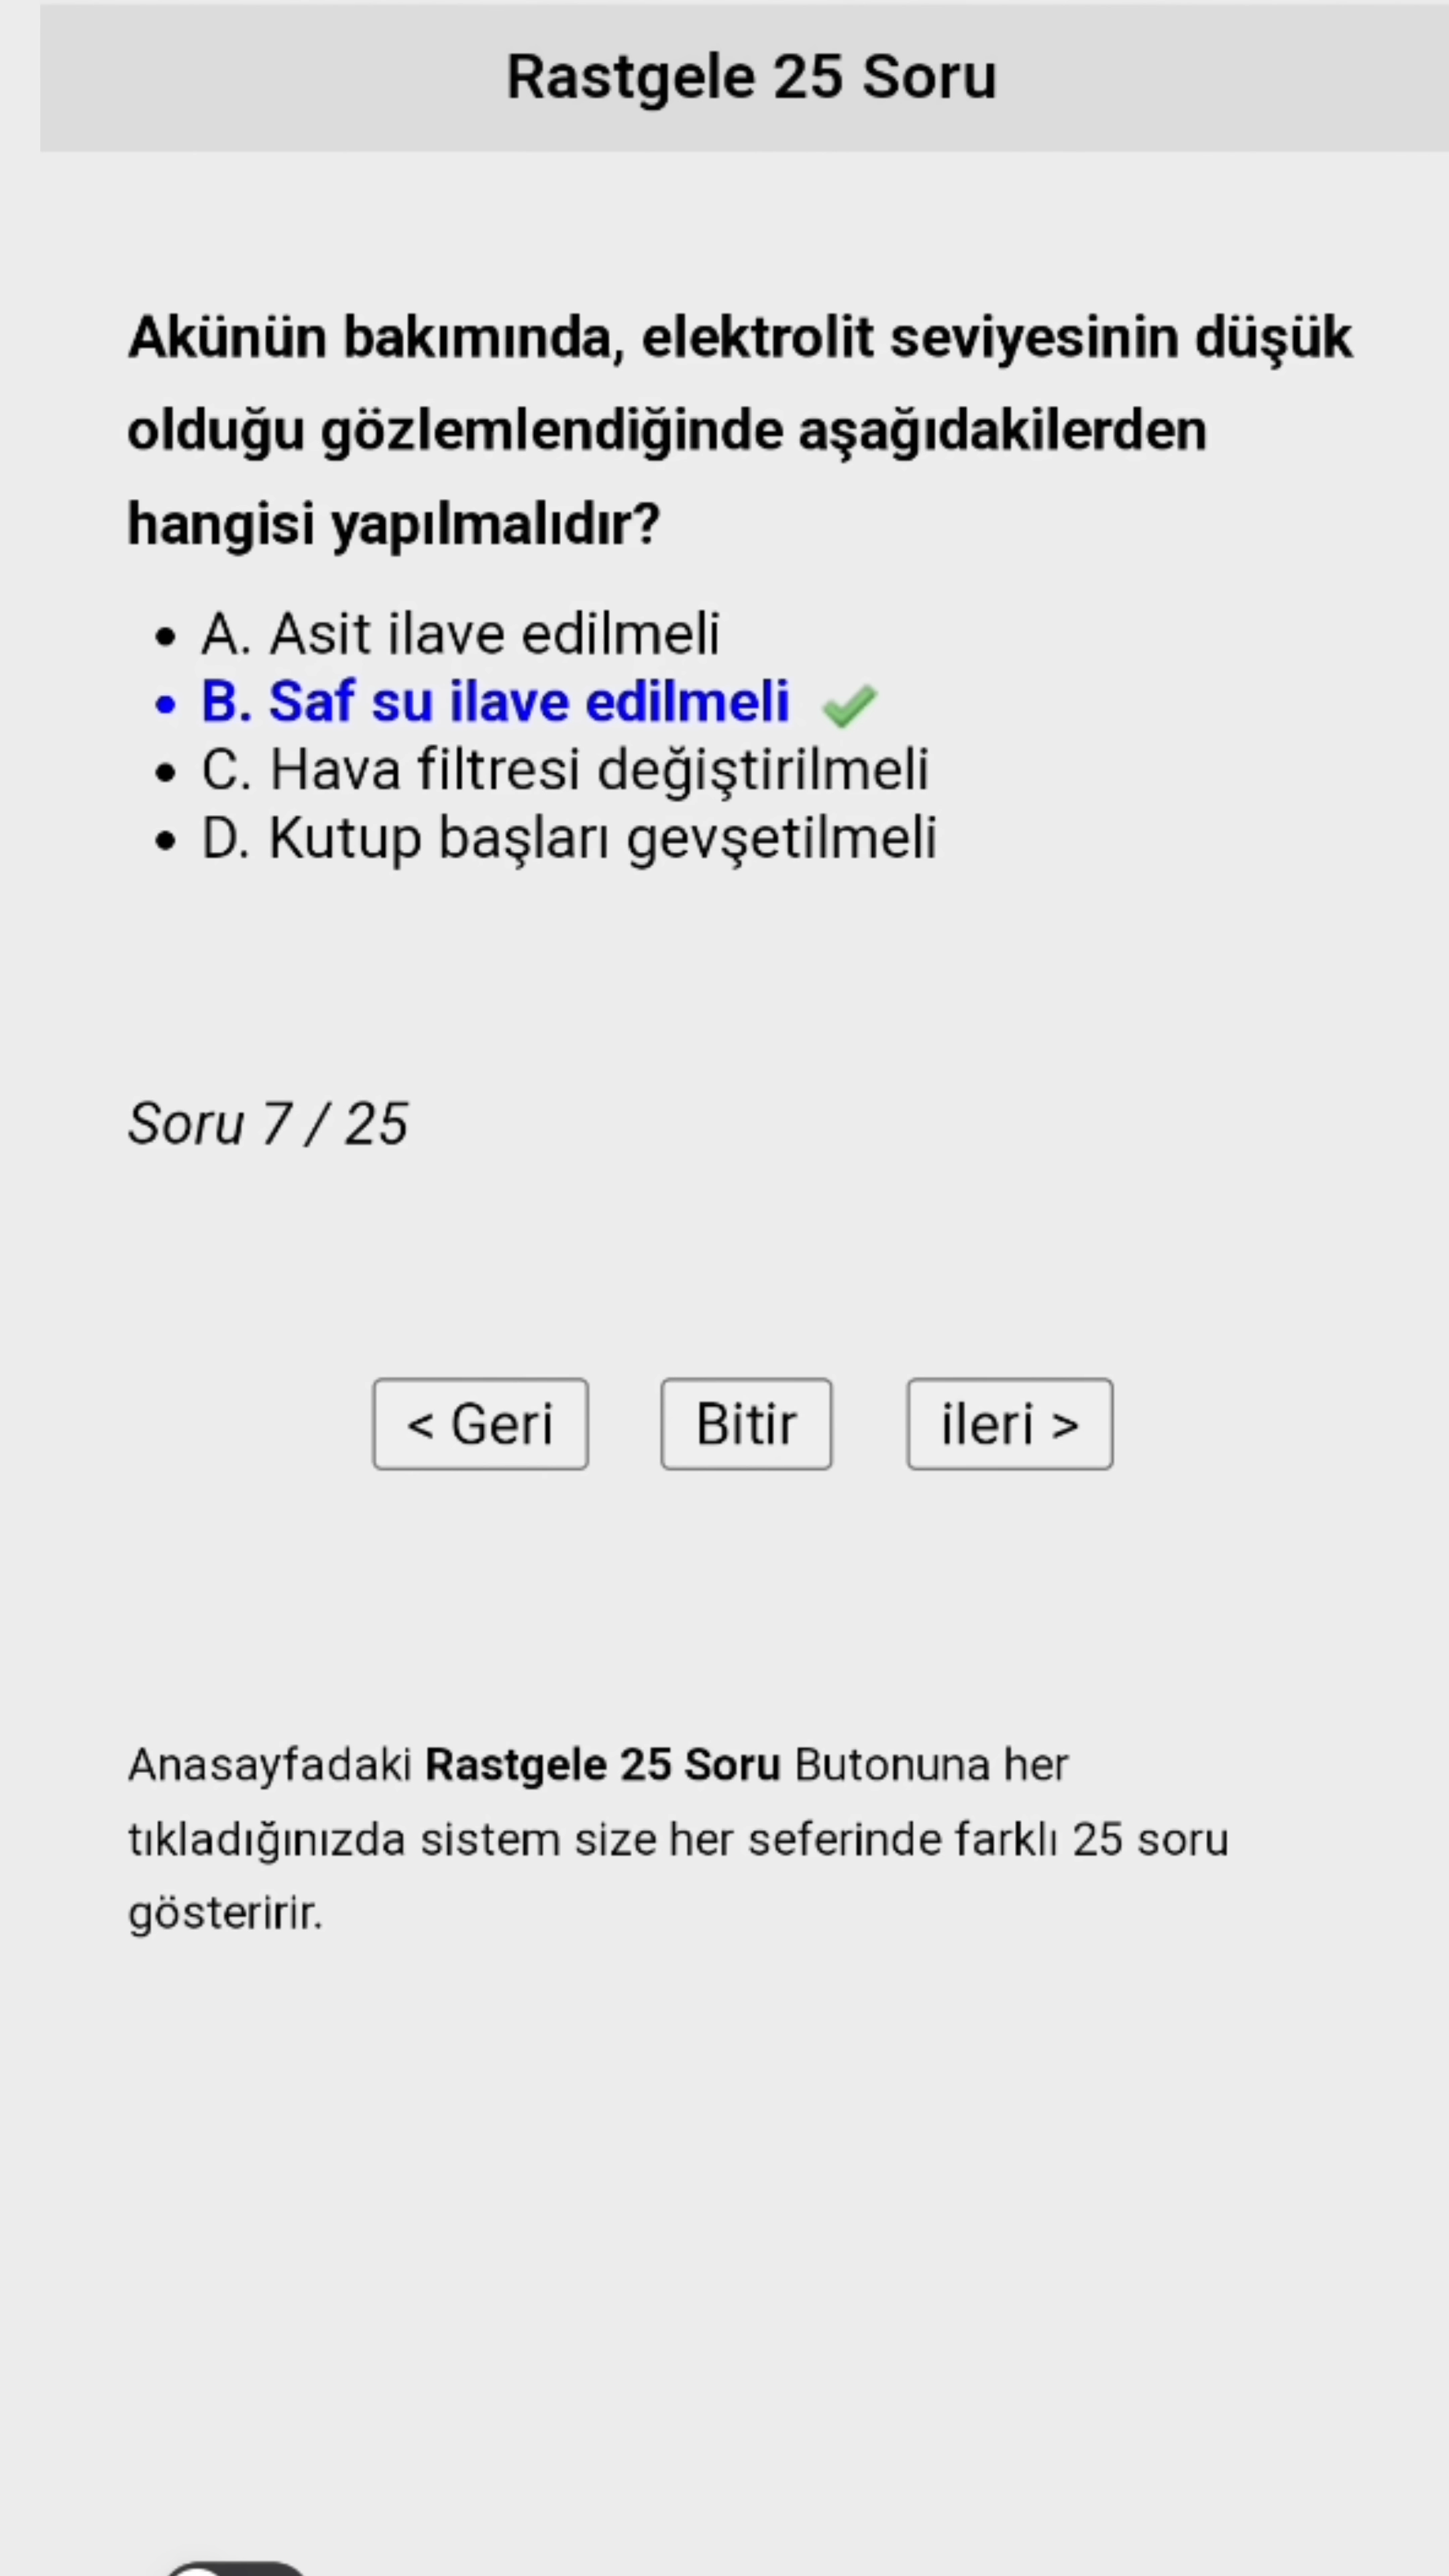 Rastgele 25 Soru
Akünün bakımında, elektrolit seviyesinin düşük
olduğu gözlemlendiğinde aşağıdakilerden
hangisi yapılmalıdır?
• A. Asit ilave edilmeli
• B. Saf su ilave edilmeli
• C. Hava filtresi değiştirilmeli
• D. Kutup başları gevşetilmeli
Soru 7 / 25
< Geri Bitir ileri >
Anasayfadaki Rastgele 25 Soru Butonuna her
tıkladığınızda sistem size her seferinde farklı 25 soru
gösteririr.